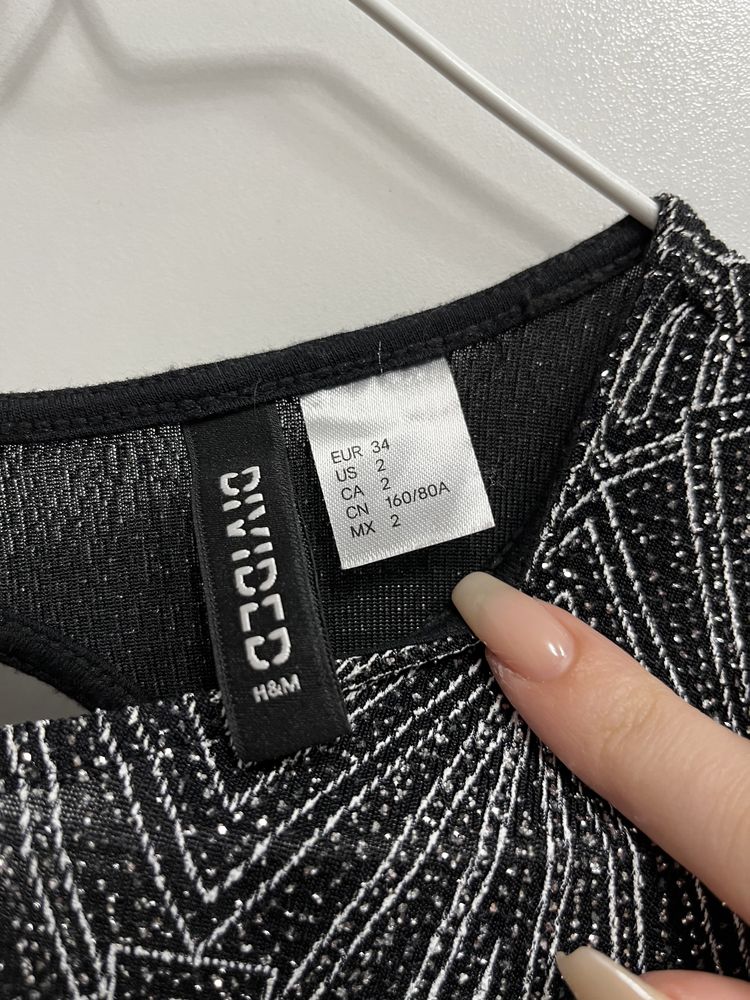 DIVIDED
H&M
EUR 34
US 2
CA 2
CN 160/80A
MX 2